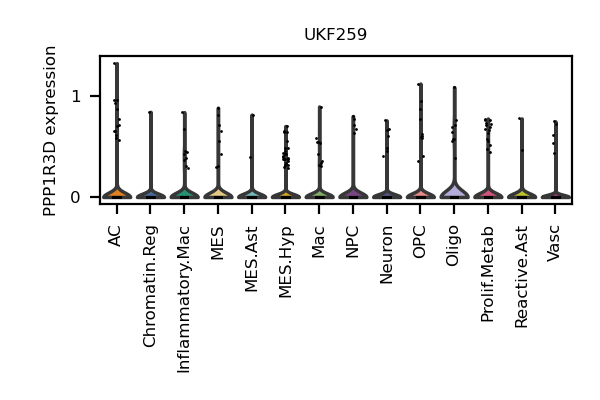 UKF259
PPP1R3D expression
1
0
AC
Chromatin.Reg
Inflammatory.Mac
MES
MES.Ast
MES.Hyp
Mac
NPC
Neuron
OPC
Oligo
Prolif.Metab
Reactive.Ast
Vasc